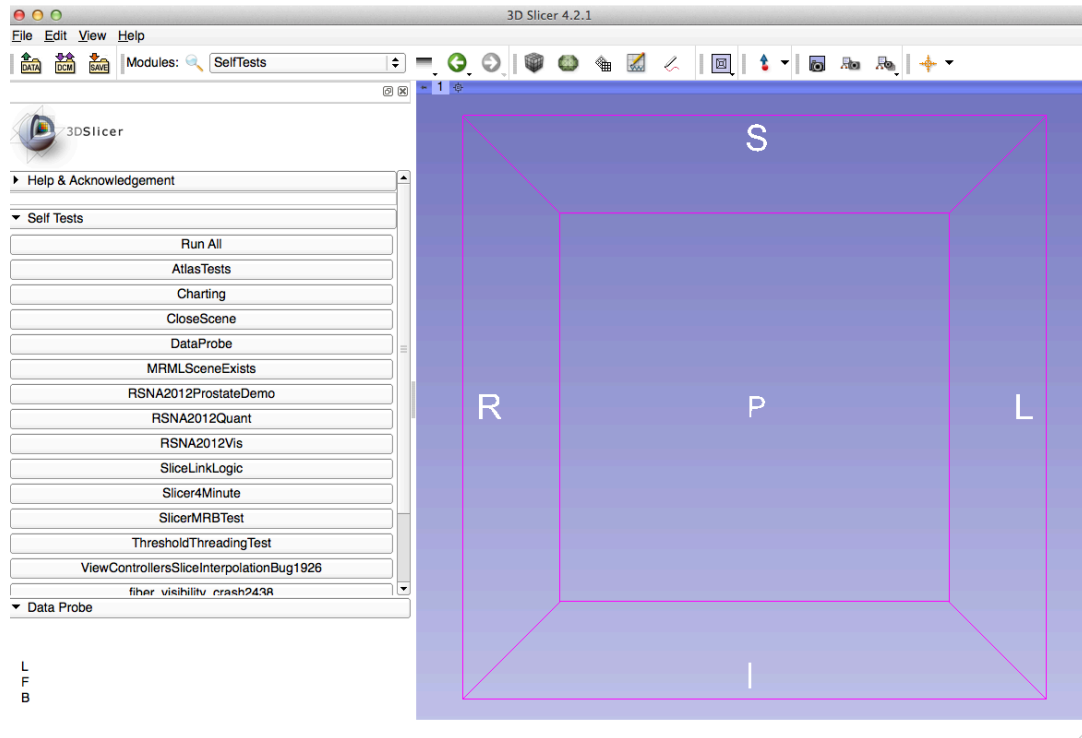 3D Slicer 4.2.1
File Edit View Help
DATA DCM SAVE Modules: SelfTests
1
3DSlicer
Help & Acknowledgement
Self Tests
Run All
AtlasTests
Charting
CloseScene
DataProbe
MRMLSceneExists
RSNA2012ProstateDemo
RSNA2012Quant
RSNA2012Vis
SliceLinkLogic
Slicer4Minute
SlicerMRBTest
ThresholdThreadingTest
ViewControllersSliceInterpolationBug1926
fiber_visibility_crash2438
Data Probe
L
F
B
S
R P L
I